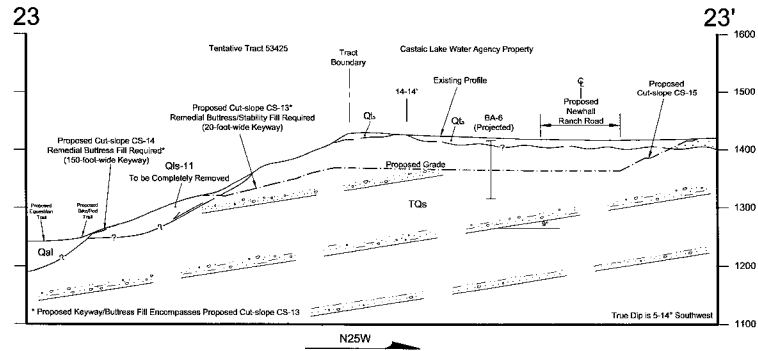 23
23'
Tentative Tract 53425
Castaic Lake Water Agency Property
Tract
Boundary
14-14'
Existing Profile
Proposed
Newhall
Ranch Road
Proposed
Cut-slope CS-15
Proposed Cut-slope CS-13*
Remedial Buttress/Stability Fill Required
(20-foot-wide Keyway)
BA-6
(Projected)
Proposed Cut-slope CS-14
Remedial Buttress Fill Required*
(150-foot-wide Keyway)
Qls-11
To be Completely Removed
Proposed Grade
TQs
Proposed
Equestrian
Trail
Proposed
Bike/Ped
Trail
Qal
?
?
?
?
?
?
1600
1500
1400
1300
1200
1100
* Proposed Keyway/Buttress Fill Encompasses Proposed Cut-slope CS-13
True Dip is 5-14° Southwest
N25W